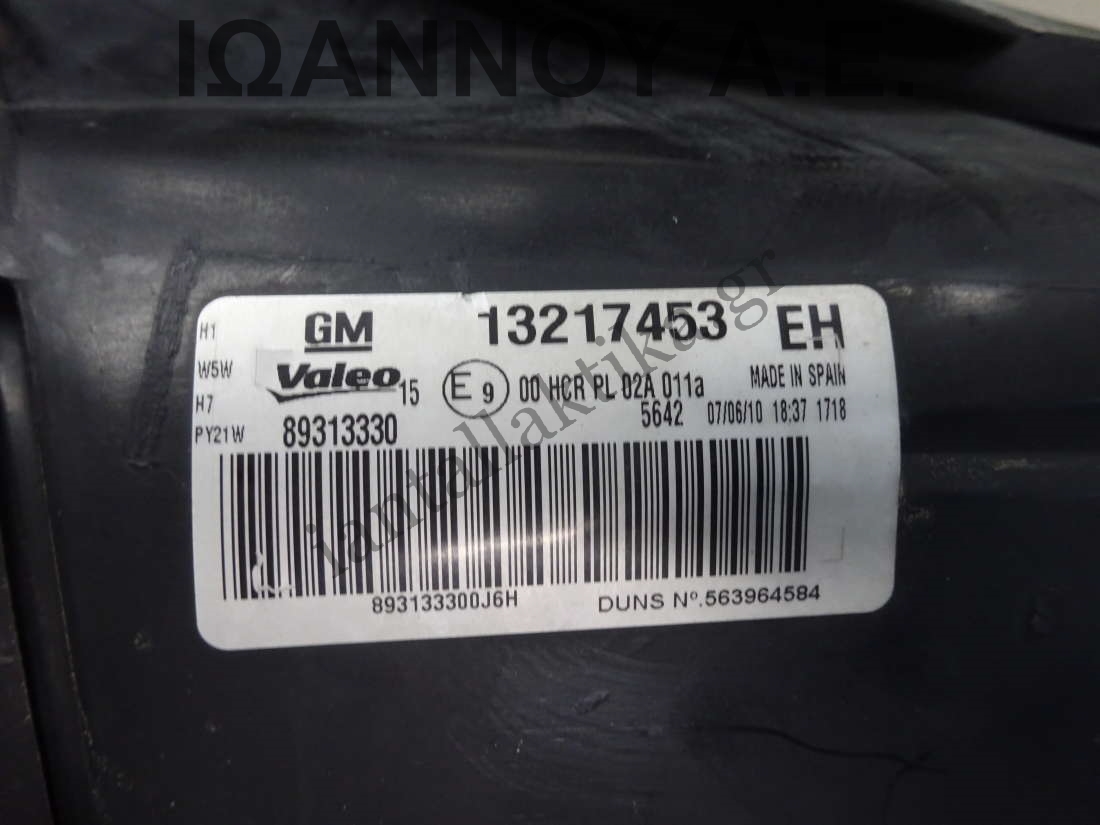 ΙΩΑΝΝΟΥ Α.Ε.
H1
GM 13217453 EH
W5W
Valeo 15 E 9 00 HCR PL 02A 011a MADE IN SPAIN
H7
5642 07/06/10 18:37 1718
PY21W 89313330
iantallaktika.gr
893133300J6H DUNS Nº.563964584